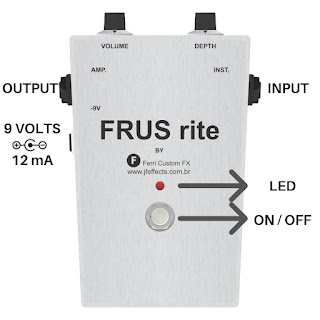 VOLUME DEPTH
AMP. INST.
OUTPUT INPUT
-9V
9 VOLTS
12 mA
FRUS rite
BY
F Ferri Custom FX
www.jfeffects.com.br
LED
ON / OFF